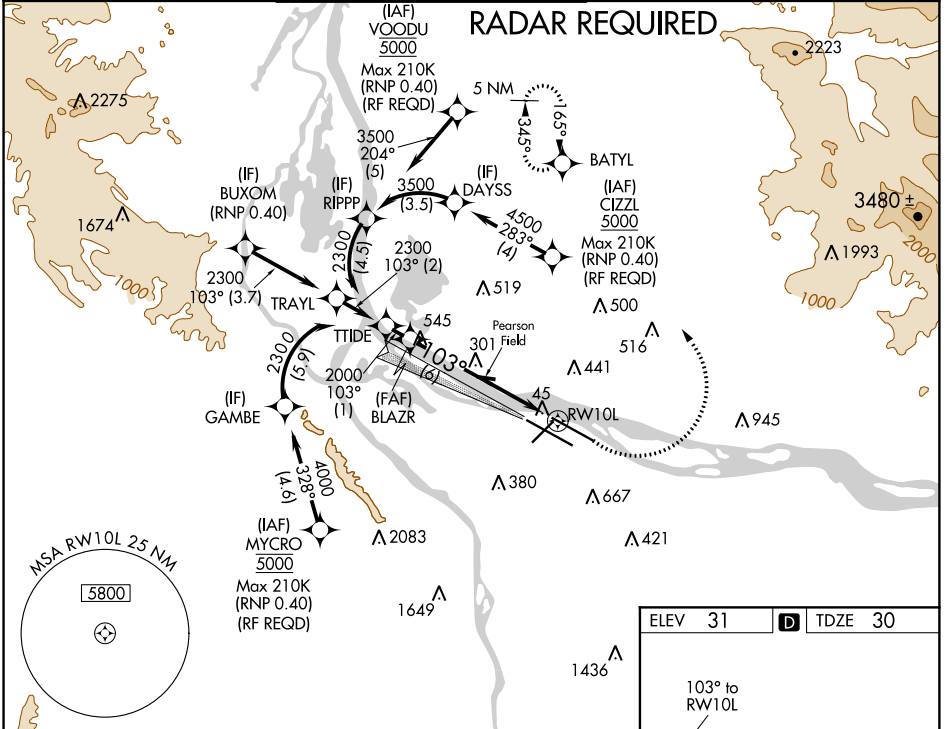 RADAR REQUIRED
(IAF)
VOODU
5000
Max 210K
(RNP 0.40)
(RF REQD)
2223
2275
5 NM
345°
165°
BATYL
3500
204°
(5)
(IF)
DAYSS
3500
(3.5)
(IF)
RIPPP
(IF)
BUXOM
(RNP 0.40)
(IAF)
CIZZL
5000
Max 210K
(RNP 0.40)
(RF REQD)
4500
283°
(4)
3480 ±
2000
1993
1000
1674
1000
2300
(4.5)
2300
103° (2)
2300
103° (3.7)
TRAYL
519
500
516
TTIDE
545
Pearson
Field
301
441
103°
(6)
2300
(5.9)
2000
103°
(1)
(FAF)
BLAZR
45
RW10L
945
(IF)
GAMBE
380
667
4000
328°
(4.6)
(IAF)
MYCRO
5000
Max 210K
(RNP 0.40)
(RF REQD)
2083
421
MSA RW10L 25 NM
5800
1649
1436
ELEV 31 D TDZE 30
103° to
RW10L